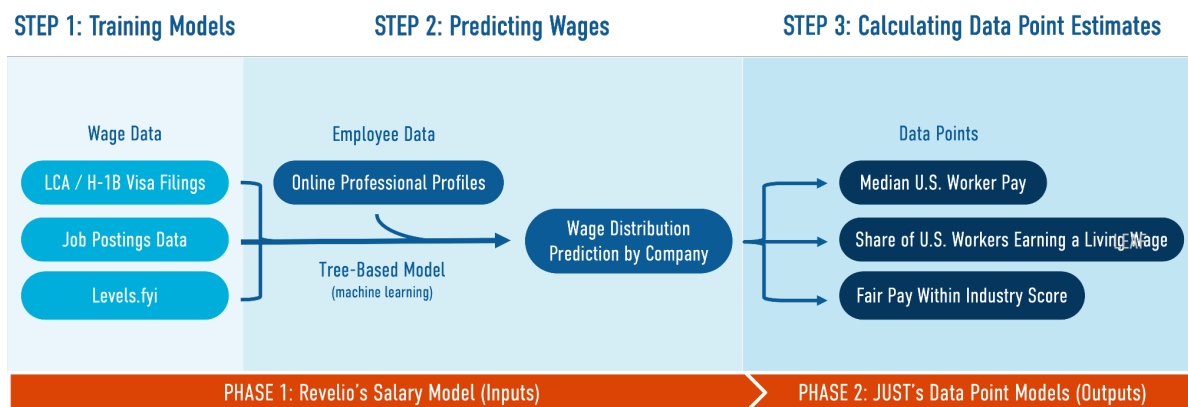 STEP 1: Training Models
STEP 2: Predicting Wages
STEP 3: Calculating Data Point Estimates
Wage Data
LCA / H-1B Visa Filings
Job Postings Data
Levels.fyi
Employee Data
Online Professional Profiles
Tree-Based Model
(machine learning)
Wage Distribution
Prediction by Company
Data Points
Median U.S. Worker Pay
Share of U.S. Workers Earning a Living Wage
Fair Pay Within Industry Score
PHASE 1: Revelio's Salary Model (Inputs)
PHASE 2: JUST's Data Point Models (Outputs)